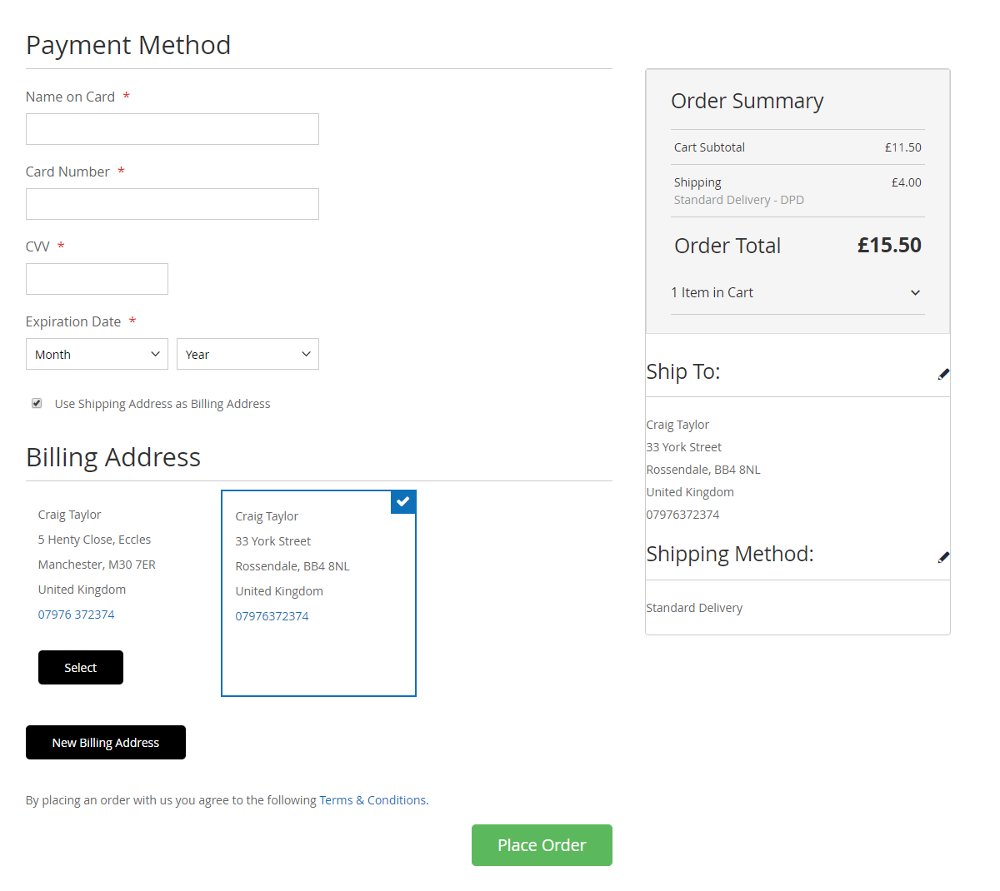 Payment Method
Name on Card *
Card Number *
CVV *
Expiration Date *
Month Year
Use Shipping Address as Billing Address
Billing Address
Craig Taylor
5 Henty Close, Eccles
Manchester, M30 7ER
United Kingdom
07976 372374
Select
Craig Taylor
33 York Street
Rossendale, BB4 8NL
United Kingdom
07976372374
New Billing Address
By placing an order with us you agree to the following Terms & Conditions.
Place Order
Order Summary
Cart Subtotal £11.50
Shipping £4.00
Standard Delivery - DPD
Order Total £15.50
1 Item in Cart
Ship To:
Craig Taylor
33 York Street
Rossendale, BB4 8NL
United Kingdom
07976372374
Shipping Method:
Standard Delivery